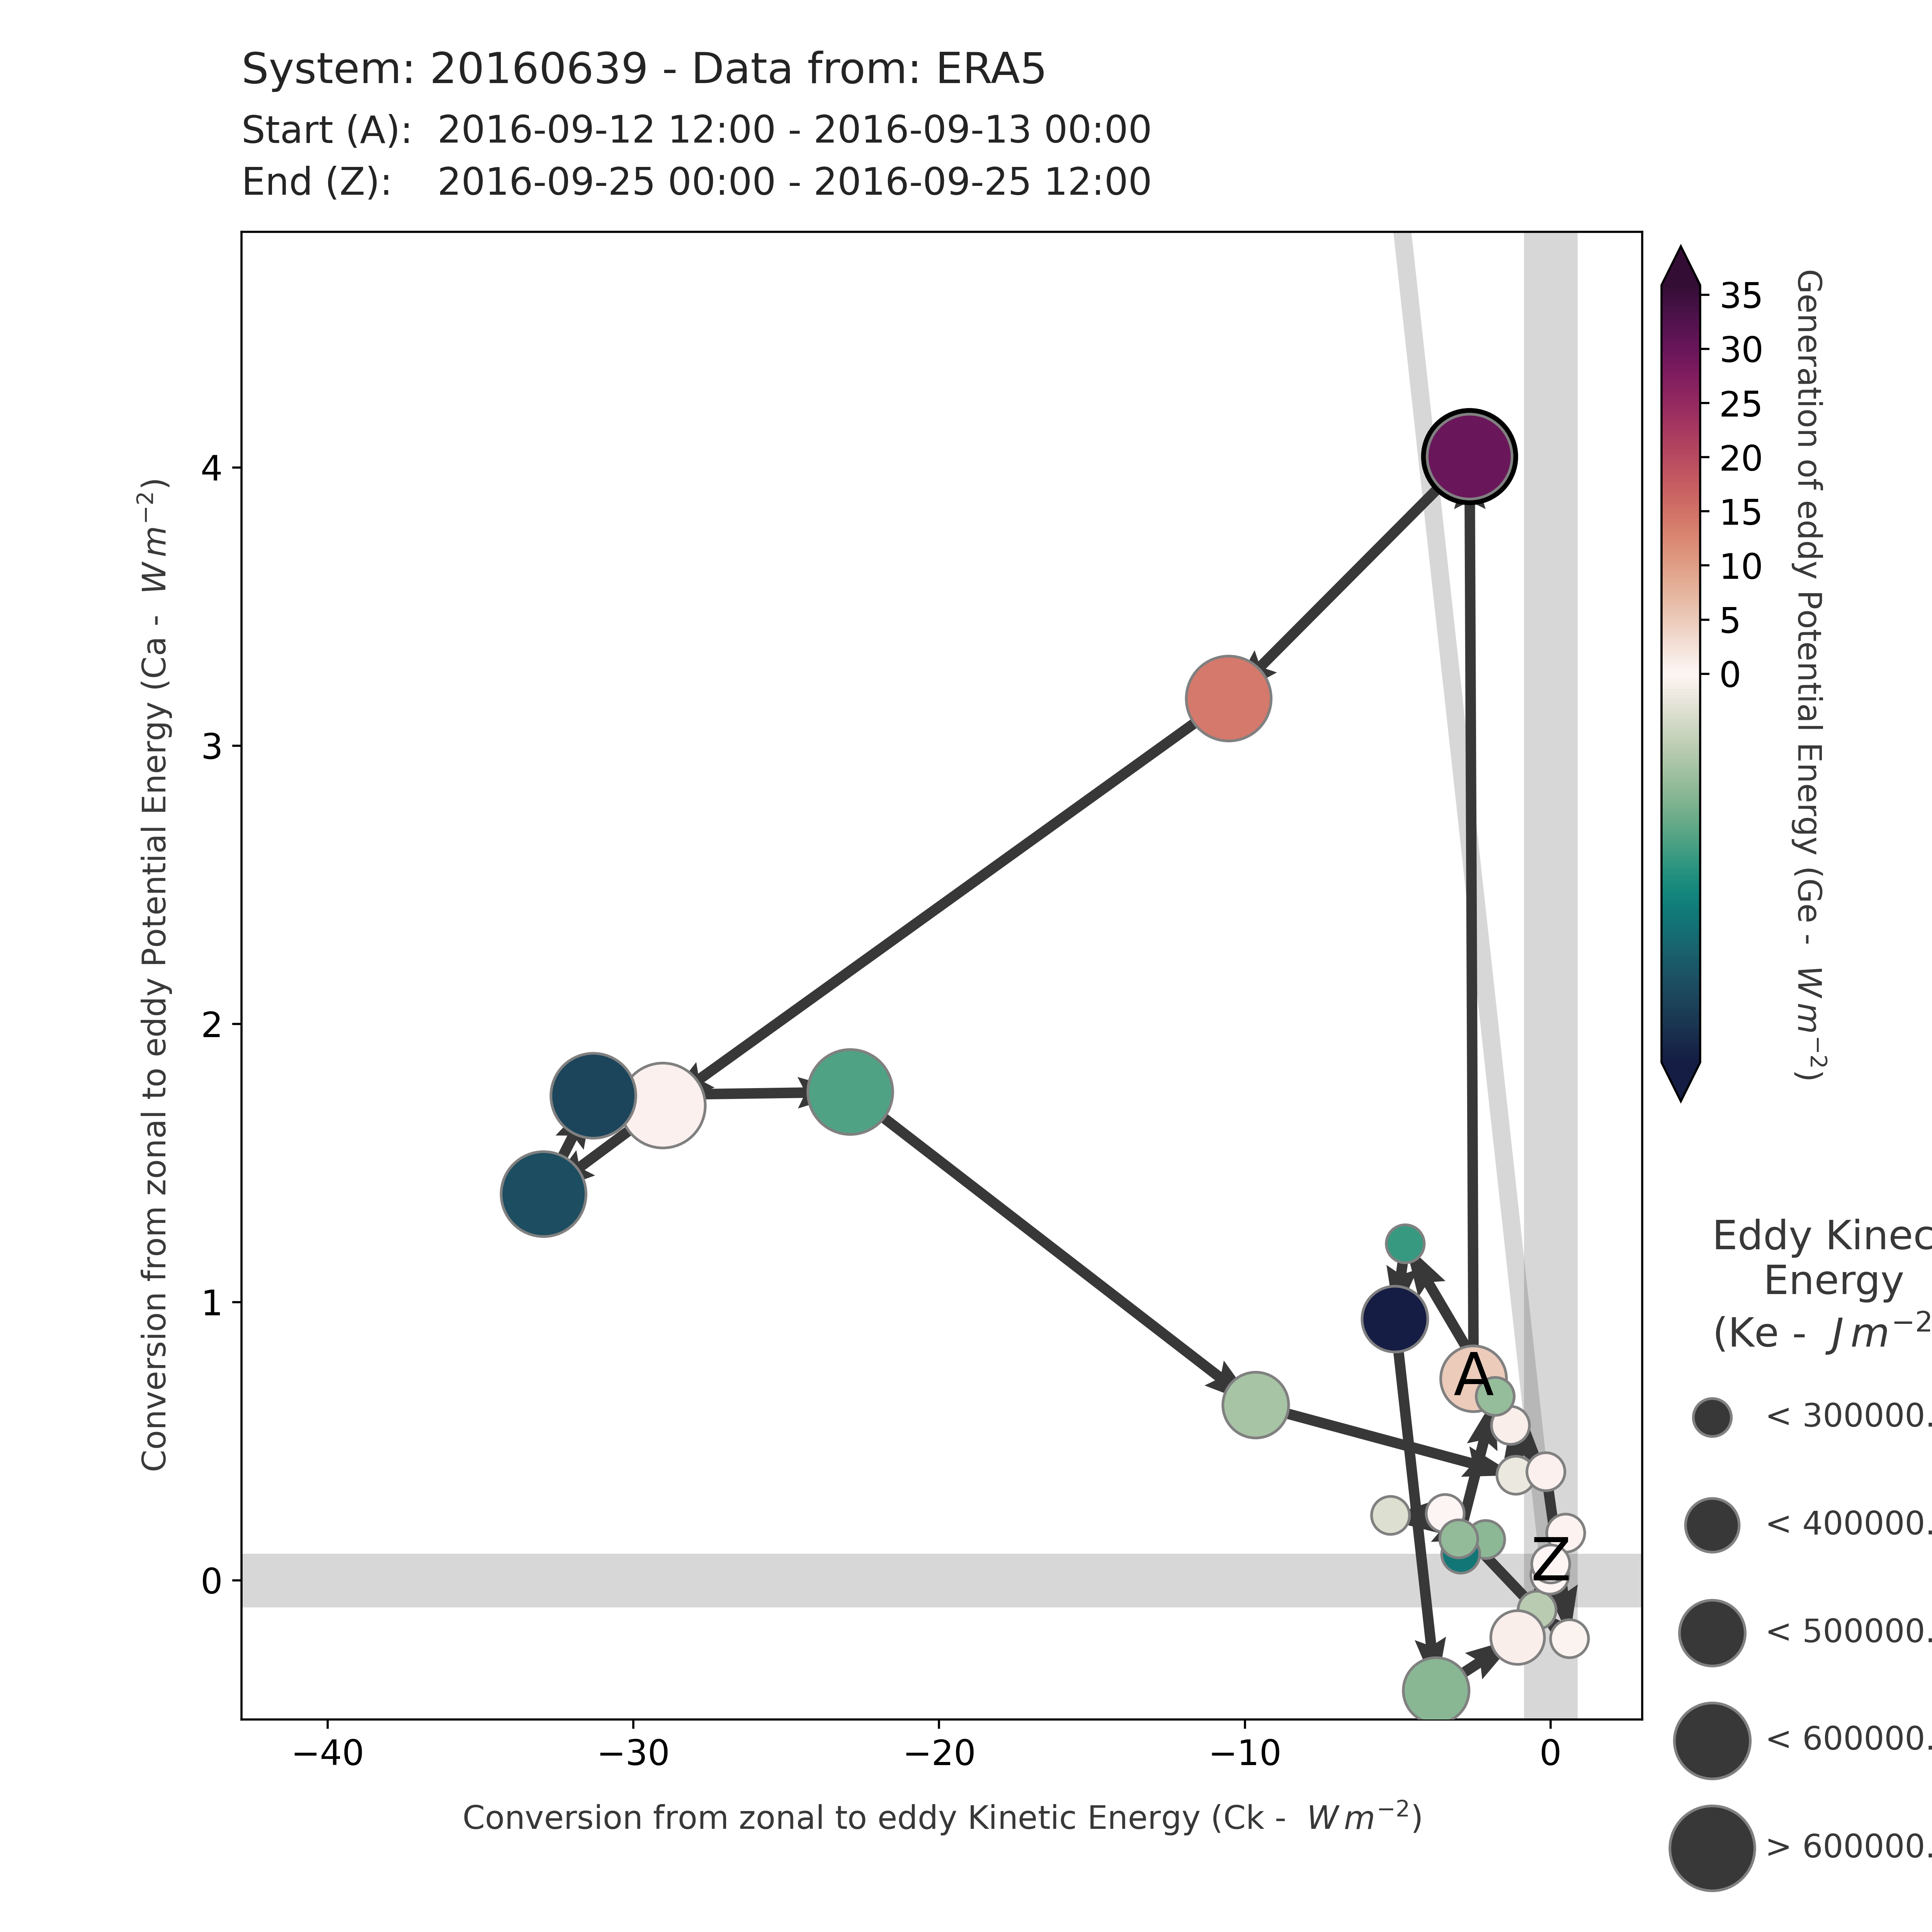 System: 20160639 - Data from: ERA5
Start (A): 2016-09-12 12:00 - 2016-09-13 00:00
End (Z): 2016-09-25 00:00 - 2016-09-25 12:00
Conversion from zonal to eddy Potential Energy (Ca - W m⁻²)
4
3
2
1
0
A
Z
−40
−30
−20
−10
0
Conversion from zonal to eddy Kinetic Energy (Ck - W m⁻²)
35
30
25
20
15
10
5
0
Generation of eddy Potential Energy (Ge - W m⁻²)
Eddy Kinec
Energy
(Ke - J m⁻²
< 300000.
< 400000.
< 500000.
< 600000.
> 600000.